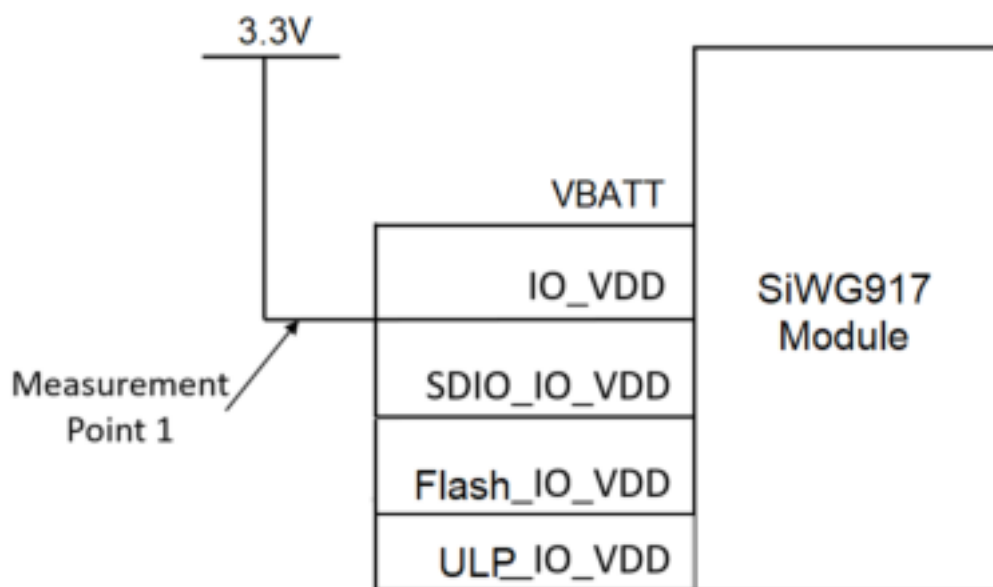 3.3V
VBATT
IO_VDD
SiWG917
Module
Measurement
Point 1
SDIO_IO_VDD
Flash_IO_VDD
ULP_IO_VDD